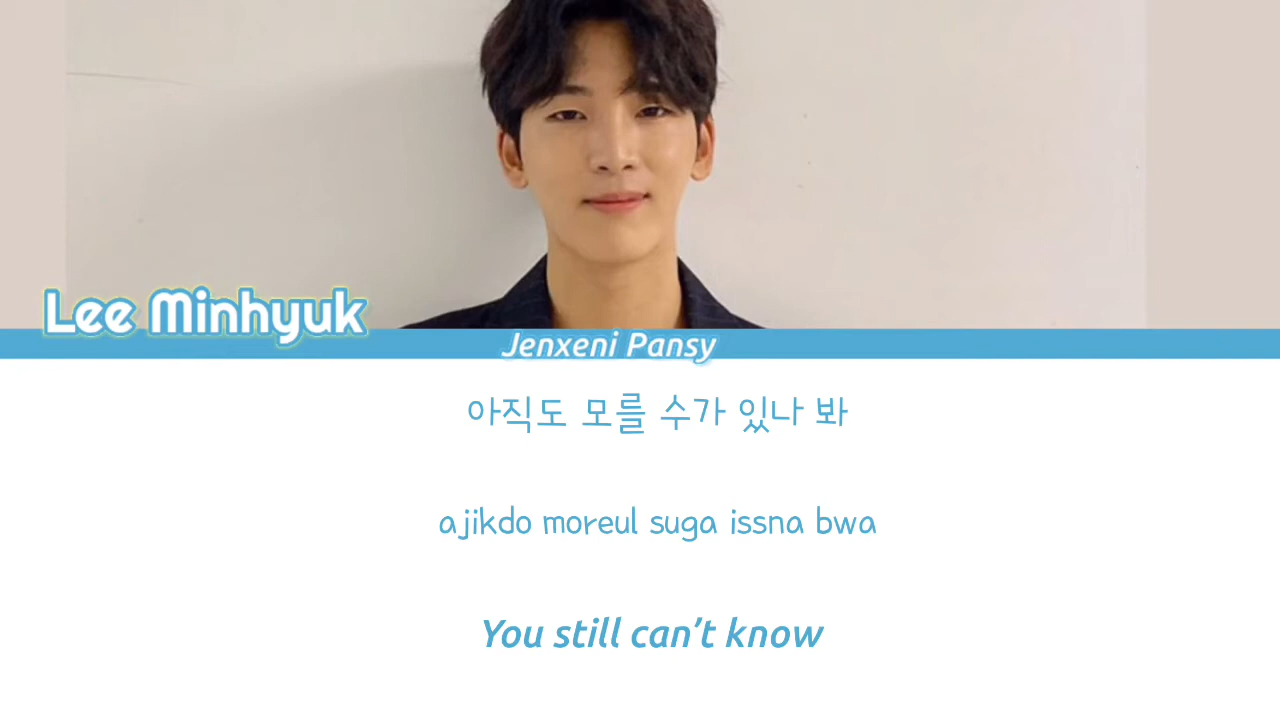 Lee Minhyuk
Jenxeni Pansy
아직도 모를 수가 있나 봐
ajikdo moreul suga issna bwa
You still can't know